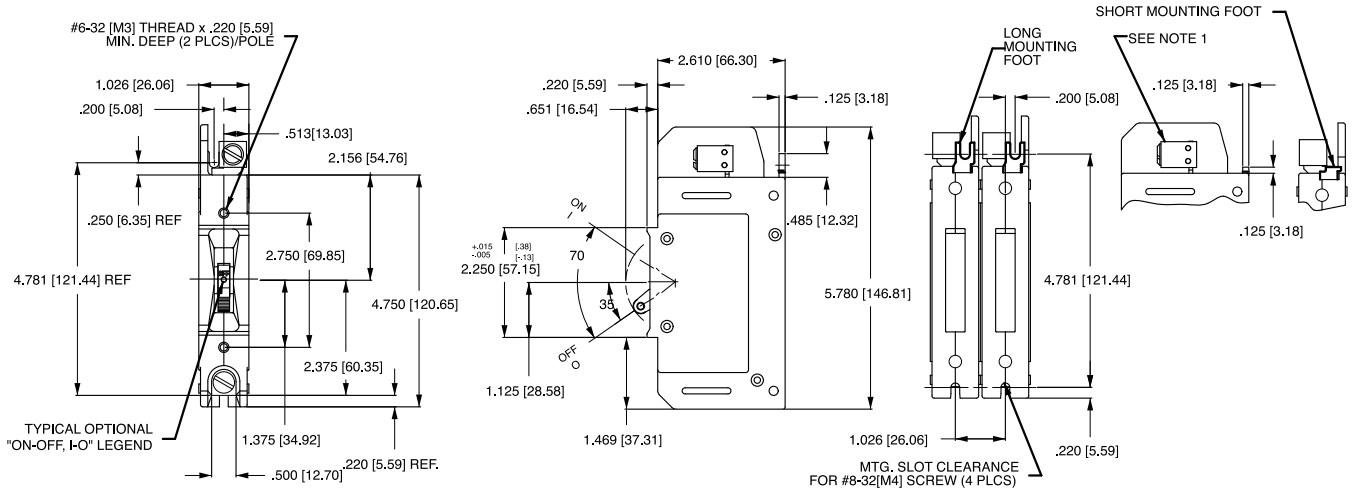 #6-32 [M3] THREAD x .220 [5.59]
MIN. DEEP (2 PLCS)/POLE
1.026 [26.06]
.200 [5.08]
.513[13.03]
2.156 [54.76]
.250 [6.35] REF
2.750 [69.85]
4.781 [121.44] REF
4.750 [120.65]
2.375 [60.35]
TYPICAL OPTIONAL
"ON-OFF, I-O" LEGEND
1.375 [34.92]
.220 [5.59] REF.
.500 [12.70]
2.610 [66.30]
.220 [5.59]
.651 [16.54]
.125 [3.18]
.485 [12.32]
ON
I
+.015 [.38]
-.005 [-.13]
2.250 [57.15]
70
35
OFF
O
5.780 [146.81]
1.125 [28.58]
1.469 [37.31]
LONG
MOUNTING
FOOT
.200 [5.08]
4.781 [121.44]
1.026 [26.06]
.220 [5.59]
MTG. SLOT CLEARANCE
FOR #8-32[M4] SCREW (4 PLCS)
SHORT MOUNTING FOOT
SEE NOTE 1
.125 [3.18]
.125 [3.18]